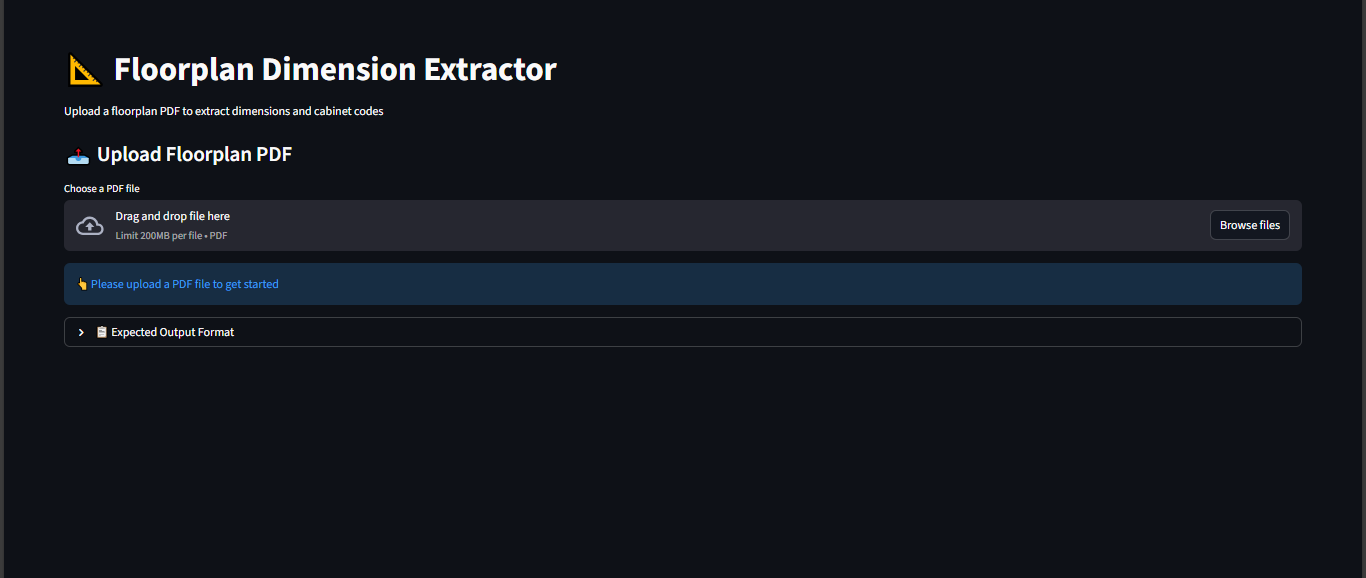 Floorplan Dimension Extractor
Upload a floorplan PDF to extract dimensions and cabinet codes
Upload Floorplan PDF
Choose a PDF file
Drag and drop file here
Limit 200MB per file • PDF
Browse files
Please upload a PDF file to get started
Expected Output Format